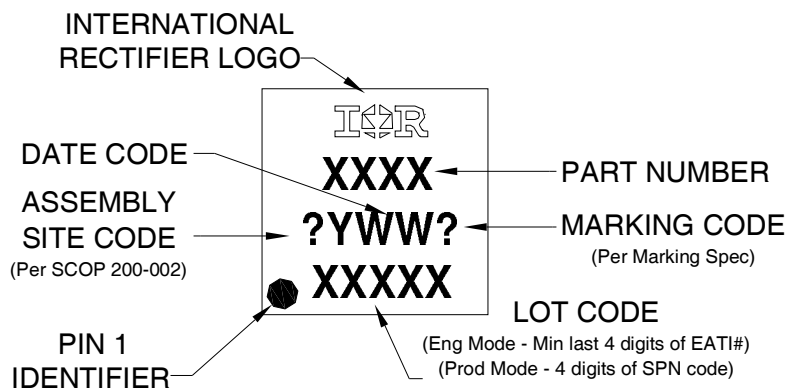 INTERNATIONAL
RECTIFIER LOGO
IOR
DATE CODE
XXXX
PART NUMBER
ASSEMBLY
SITE CODE
(Per SCOP 200-002)
?YWW?
MARKING CODE
(Per Marking Spec)
XXXXX
PIN 1
IDENTIFIER
LOT CODE
(Eng Mode - Min last 4 digits of EATI#)
(Prod Mode - 4 digits of SPN code)